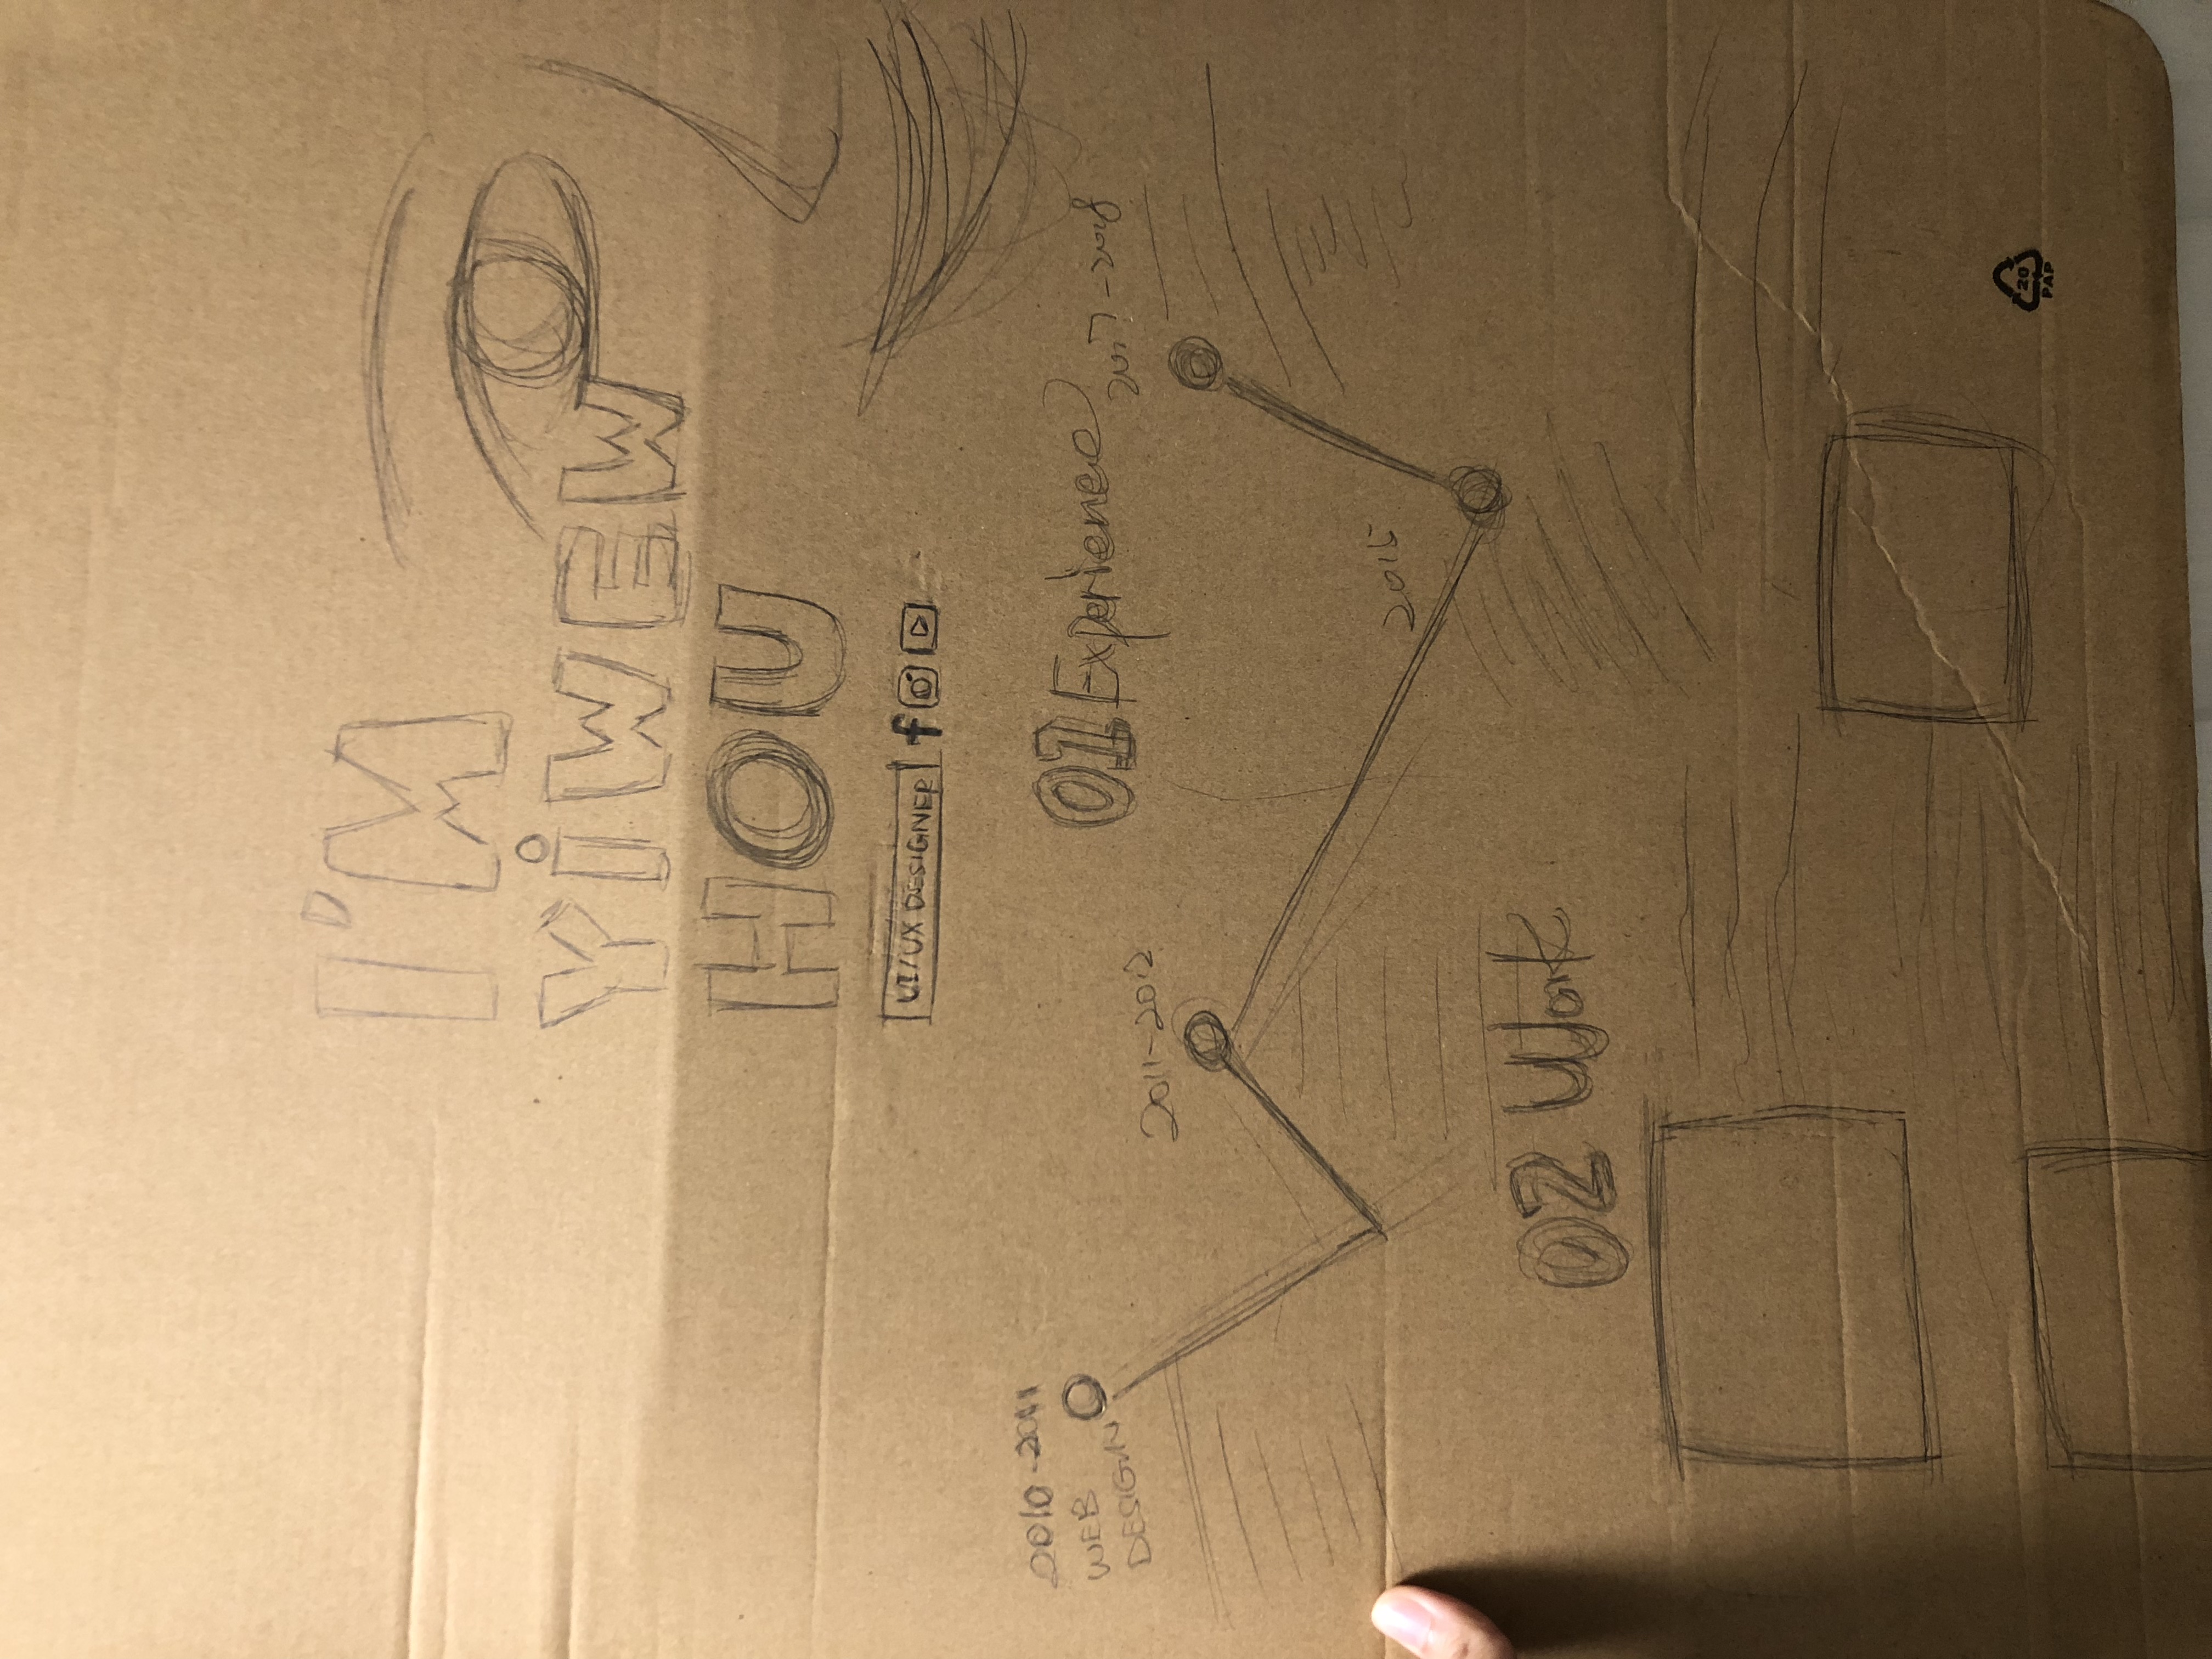 I'M
YiWEW
HOU
UI/UX DESIGNER f
2010-2011
WEB
DESIGN
01 Experience
2017-2018
2011-2012
2015
02 Work
20
PAP